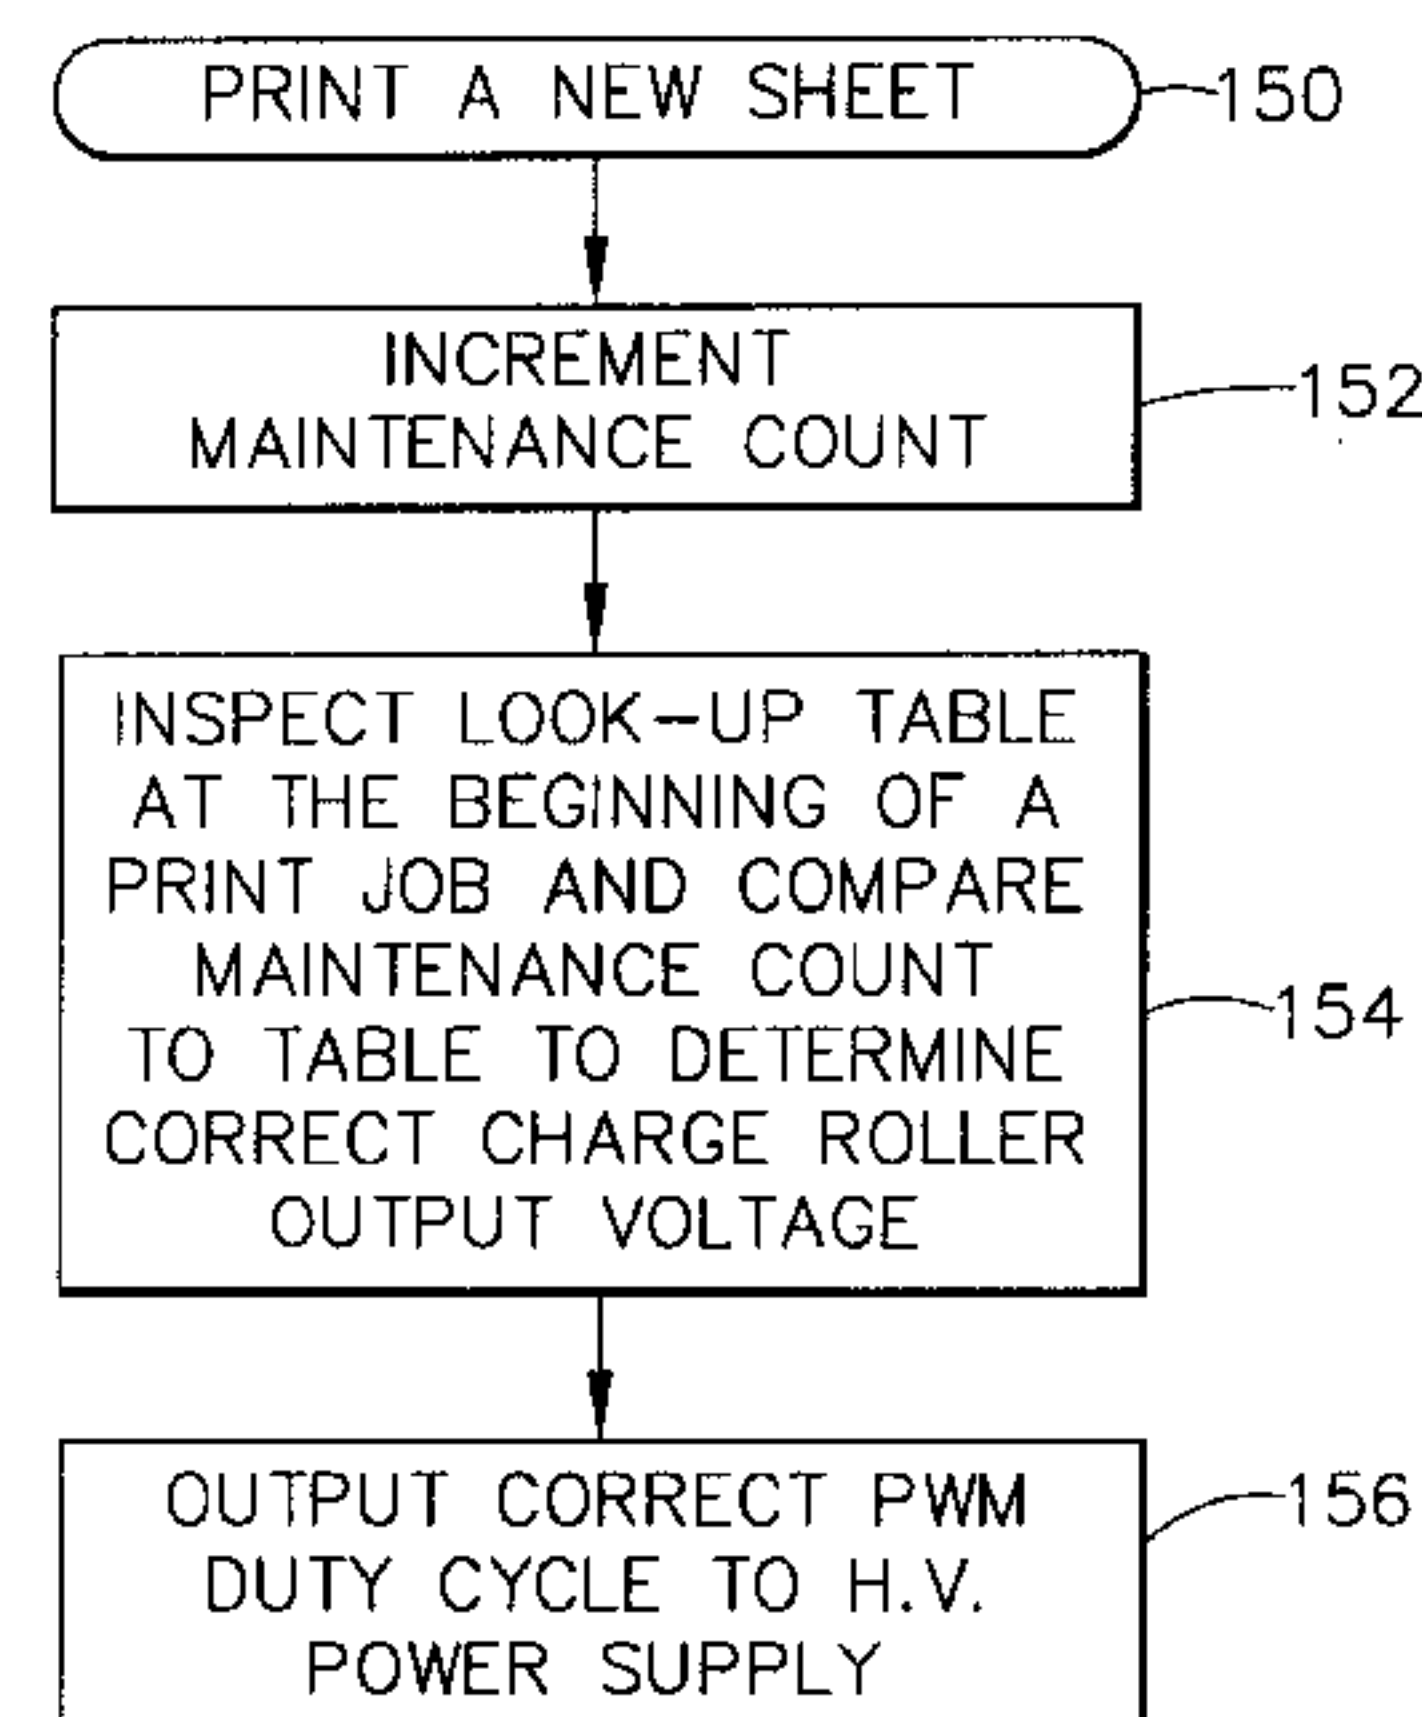 PRINT A NEW SHEET
150
INCREMENT
MAINTENANCE COUNT
152
INSPECT LOOK-UP TABLE
AT THE BEGINNING OF A
PRINT JOB AND COMPARE
MAINTENANCE COUNT
TO TABLE TO DETERMINE
CORRECT CHARGE ROLLER
OUTPUT VOLTAGE
154
OUTPUT CORRECT PWM
DUTY CYCLE TO H.V.
POWER SUPPLY
156